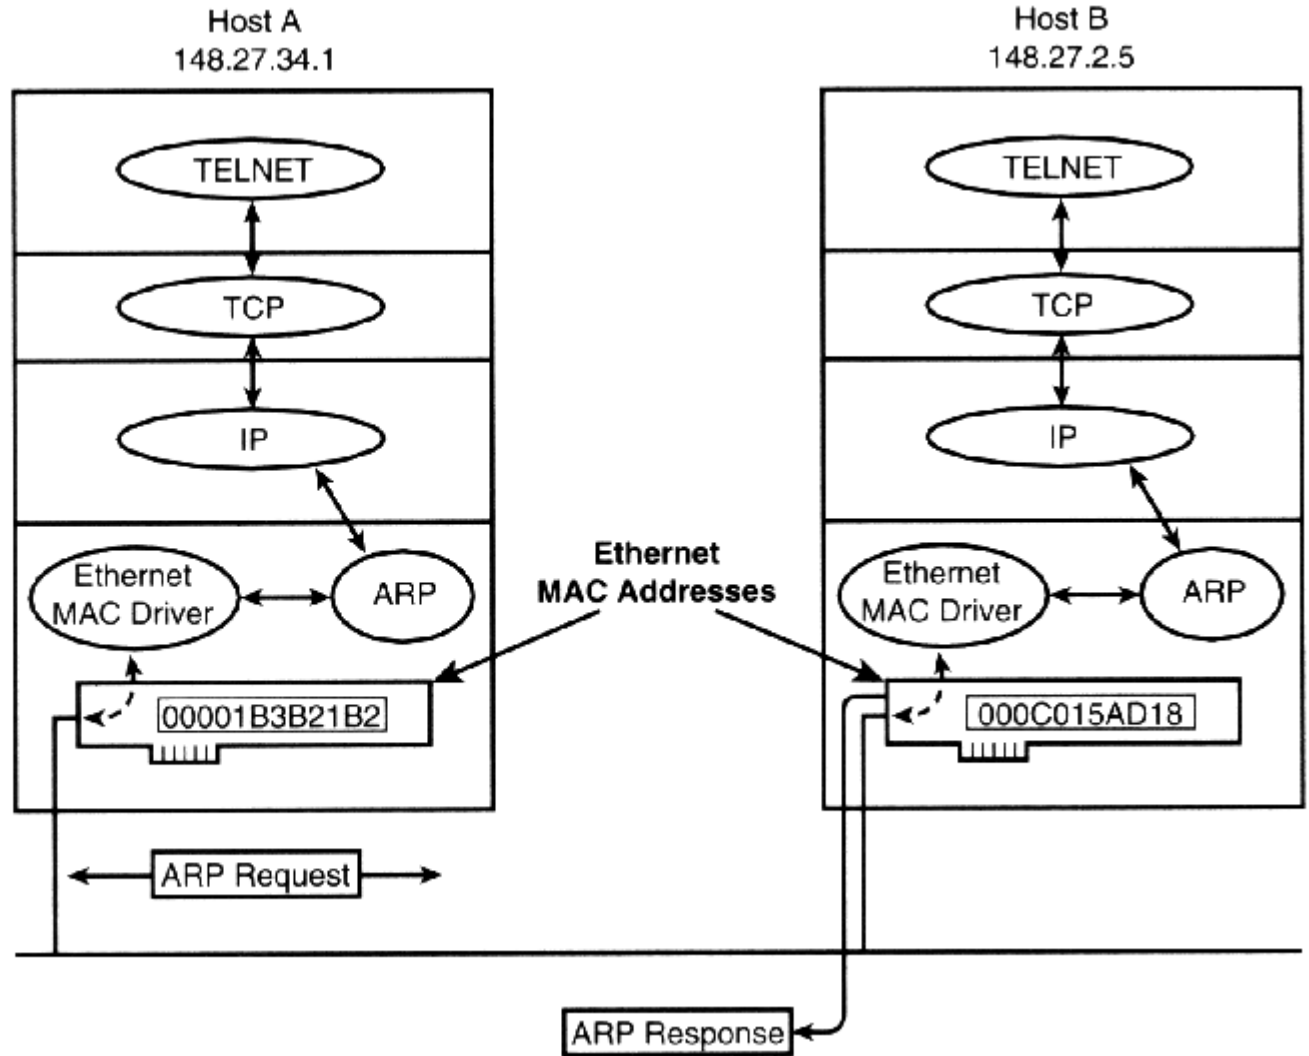 Host A
148.27.34.1
TELNET
TCP
IP
Ethernet
MAC Driver
ARP
00001B3B21B2
ARP Request
Ethernet
MAC Addresses
Host B
148.27.2.5
TELNET
TCP
IP
Ethernet
MAC Driver
ARP
000C015AD18
ARP Response